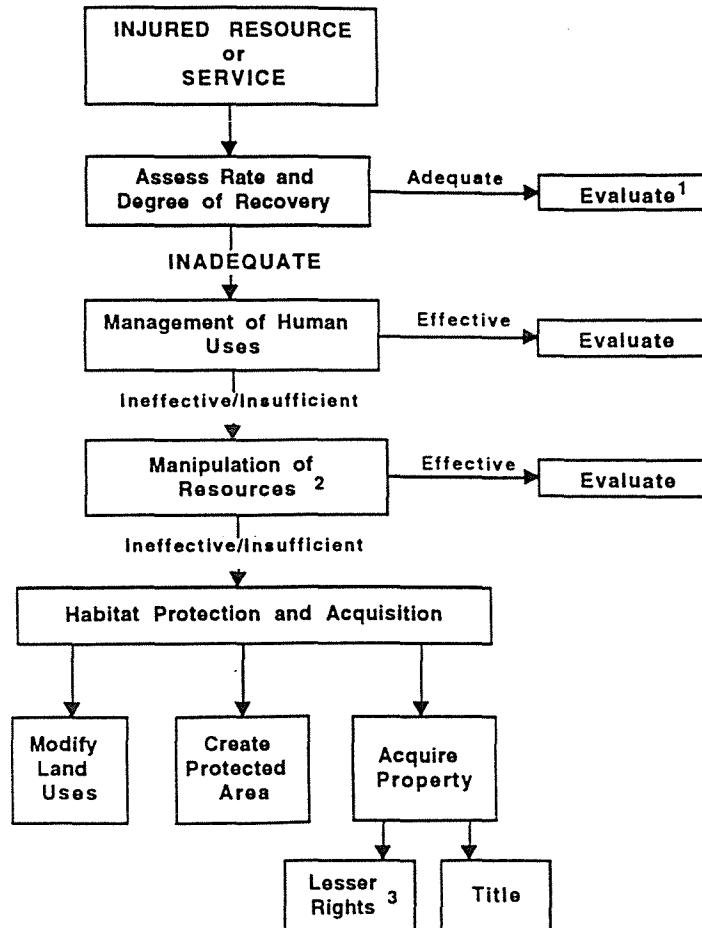 INJURED RESOURCE
or
SERVICE
Assess Rate and
Degree of Recovery
Adequate
Evaluate 1
INADEQUATE
Management of Human
Uses
Effective
Evaluate
Ineffective/Insufficient
Manipulation of
Resources 2
Effective
Evaluate
Ineffective/Insufficient
Habitat Protection and Acquisition
Modify
Land
Uses
Create
Protected
Area
Acquire
Property
Lesser
Rights 3
Title